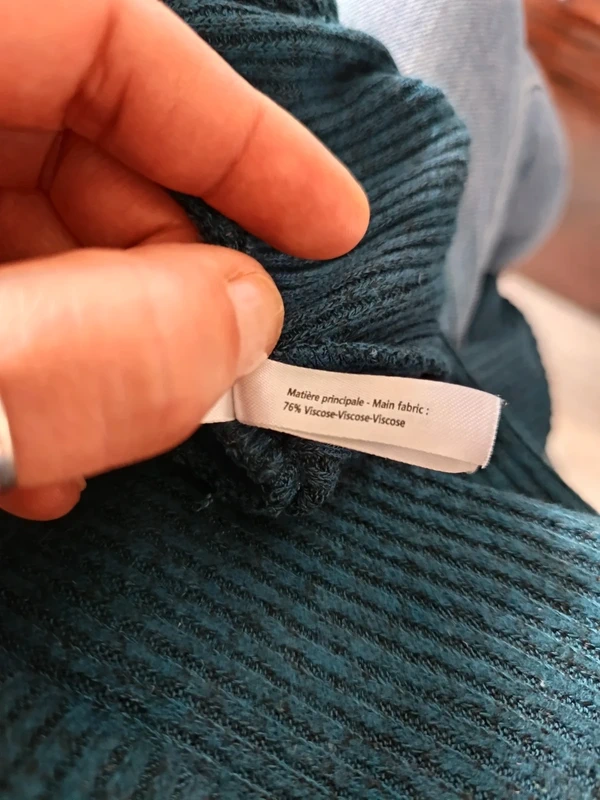 Matière principale - Main fabric :
76% Viscose-Viscose-Viscose